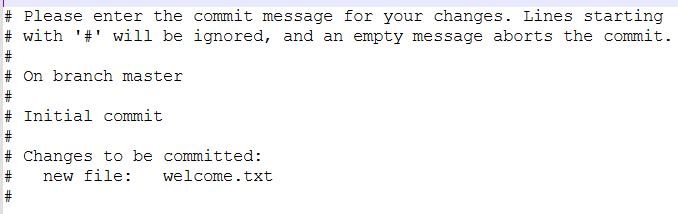 # Please enter the commit message for your changes. Lines starting
# with '#' will be ignored, and an empty message aborts the commit.
#
# On branch master
#
# Initial commit
#
# Changes to be committed:
#   new file:   welcome.txt
#